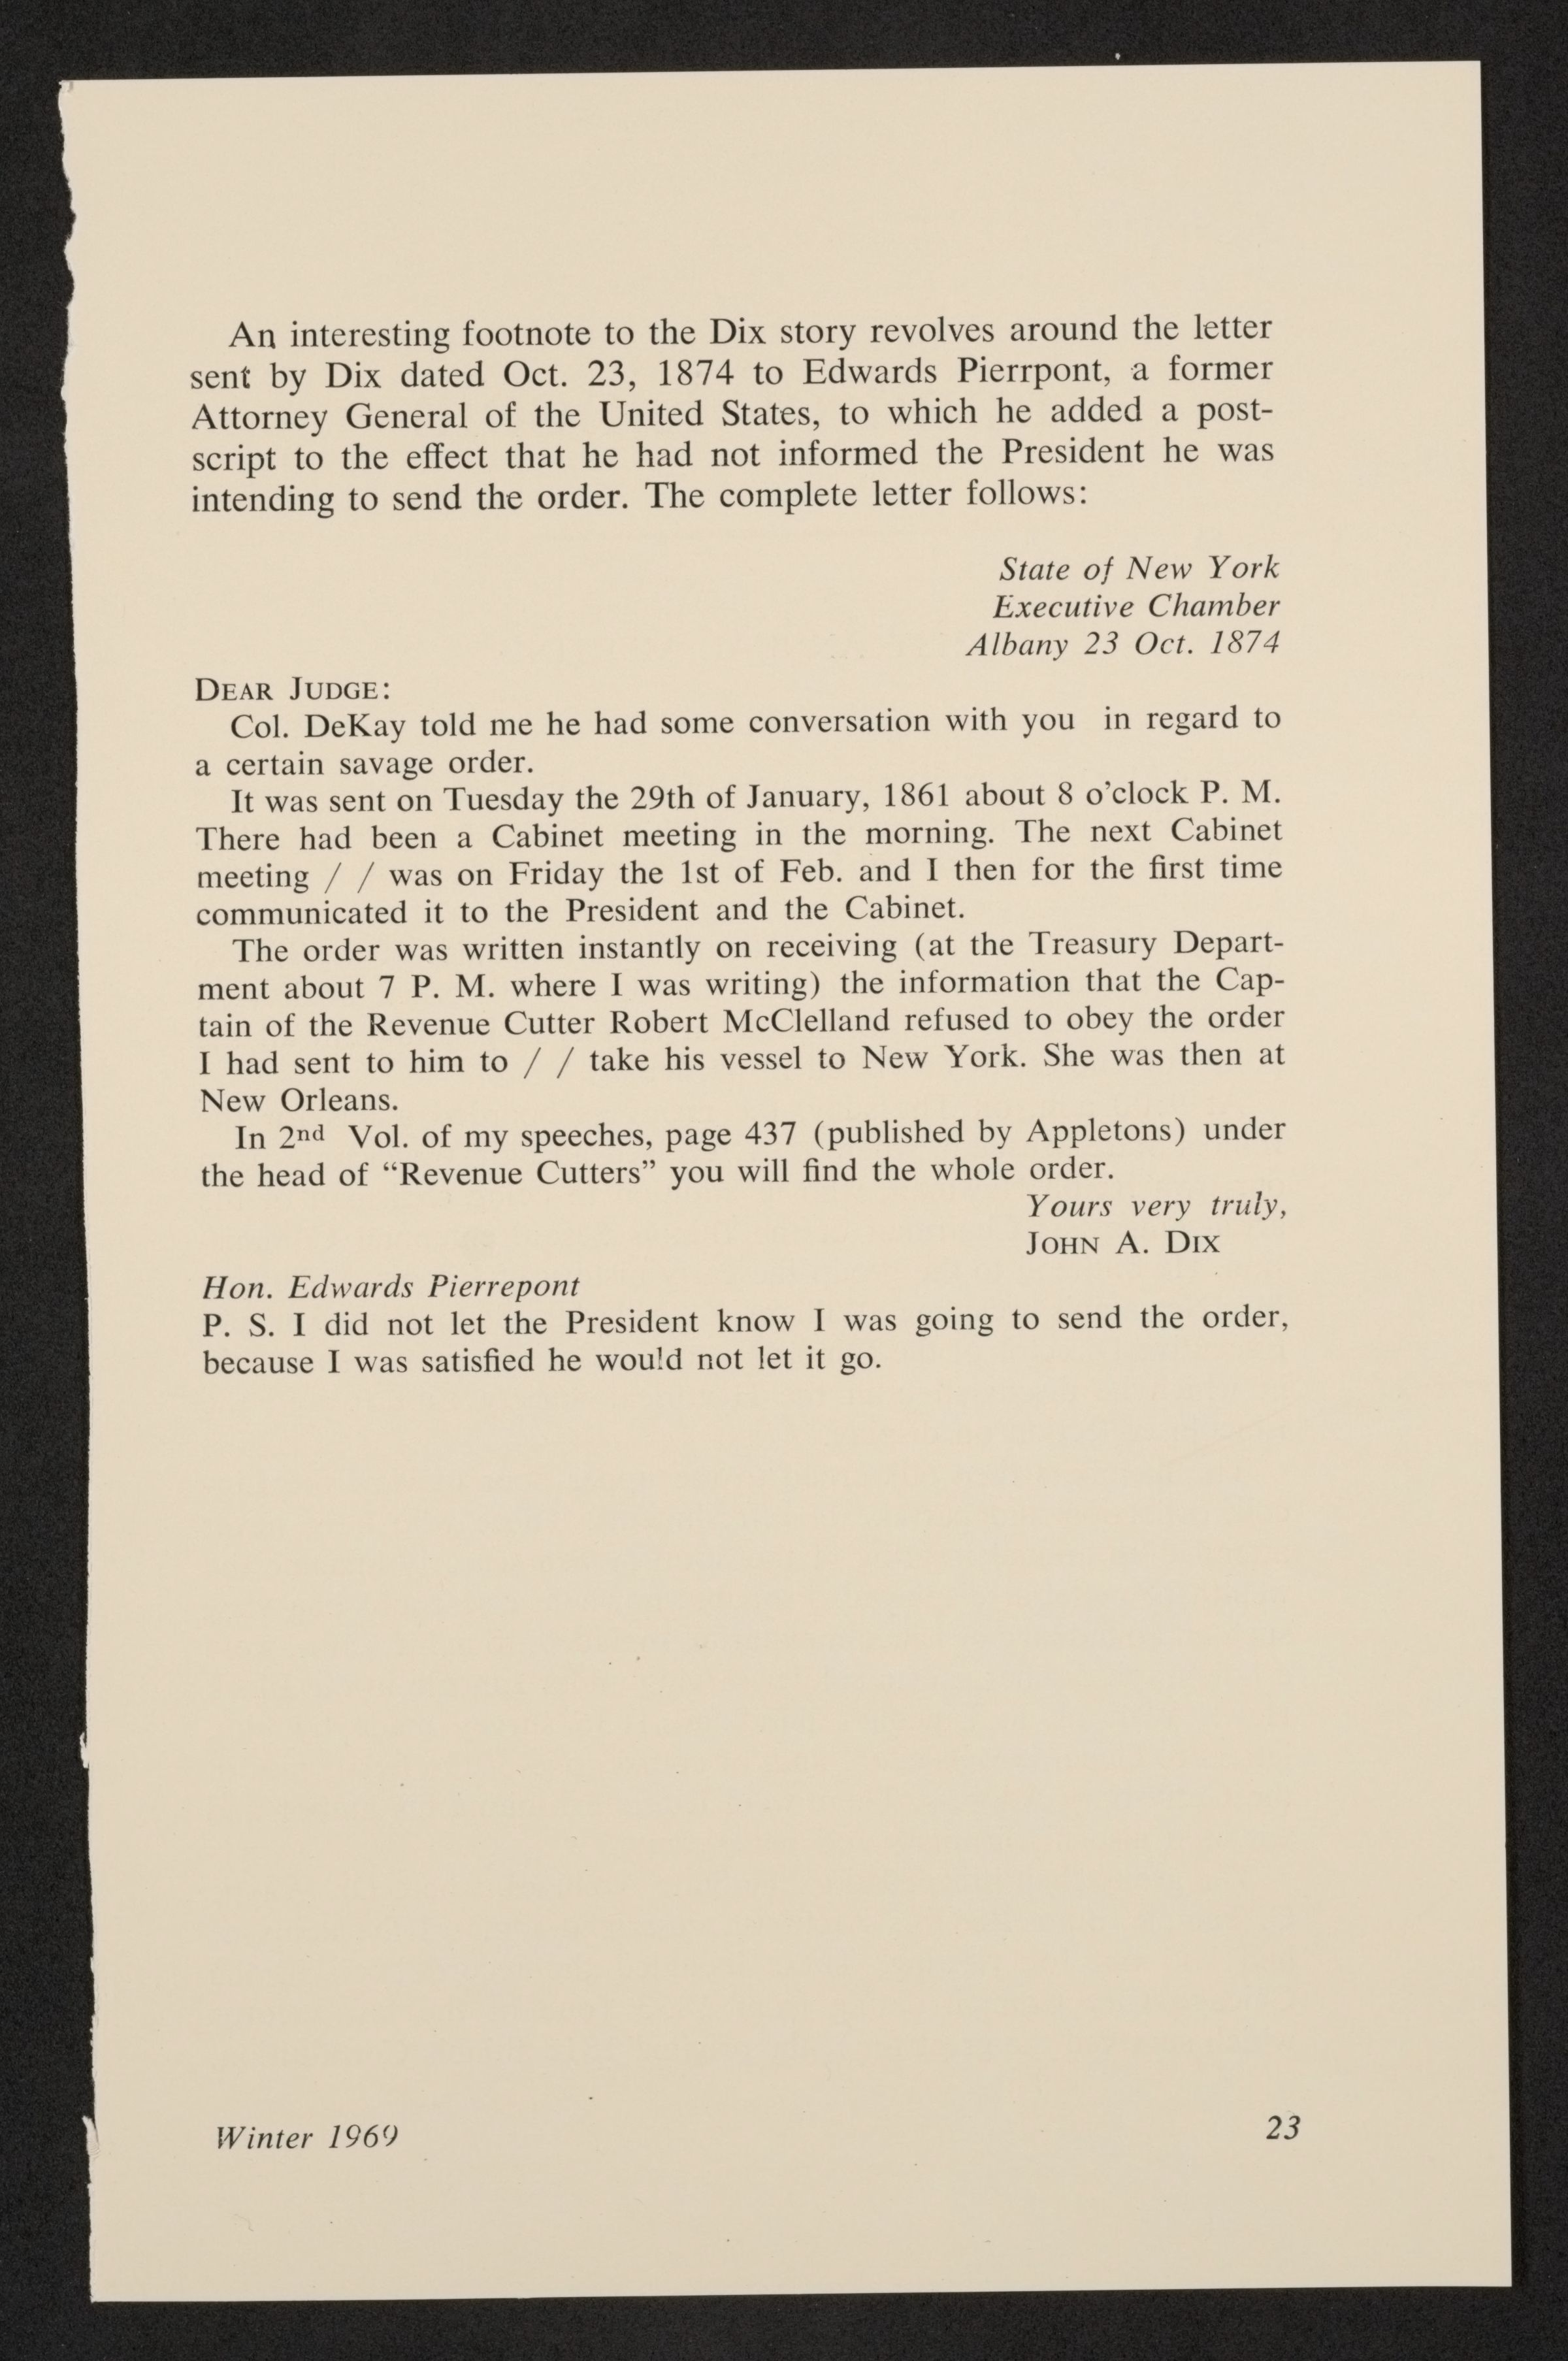 An interesting footnote to the Dix story revolves around the letter
sent by Dix dated Oct. 23, 1874 to Edwards Pierrpont, a former
Attorney General of the United States, to which he added a post-
script to the effect that he had not informed the President he was
intending to send the order. The complete letter follows:
State of New York
Executive Chamber
Albany 23 Oct. 1874
DEAR JUDGE:
Col. DeKay told me he had some conversation with you in regard to
a certain savage order.
It was sent on Tuesday the 29th of January, 1861 about 8 o'clock P. M.
There had been a Cabinet meeting in the morning. The next Cabinet
meeting / / was on Friday the 1st of Feb. and I then for the first time
communicated it to the President and the Cabinet.
The order was written instantly on receiving (at the Treasury Depart-
ment about 7 P. M. where I was writing) the information that the Cap-
tain of the Revenue Cutter Robert McClelland refused to obey the order
I had sent to him to / / take his vessel to New York. She was then at
New Orleans.
In 2nd Vol. of my speeches, page 437 (published by Appletons) under
the head of “Revenue Cutters” you will find the whole order.
Yours very truly,
JOHN A. DIX
Hon. Edwards Pierrepont
P. S. I did not let the President know I was going to send the order,
because I was satisfied he would not let it go.
Winter 1969
23